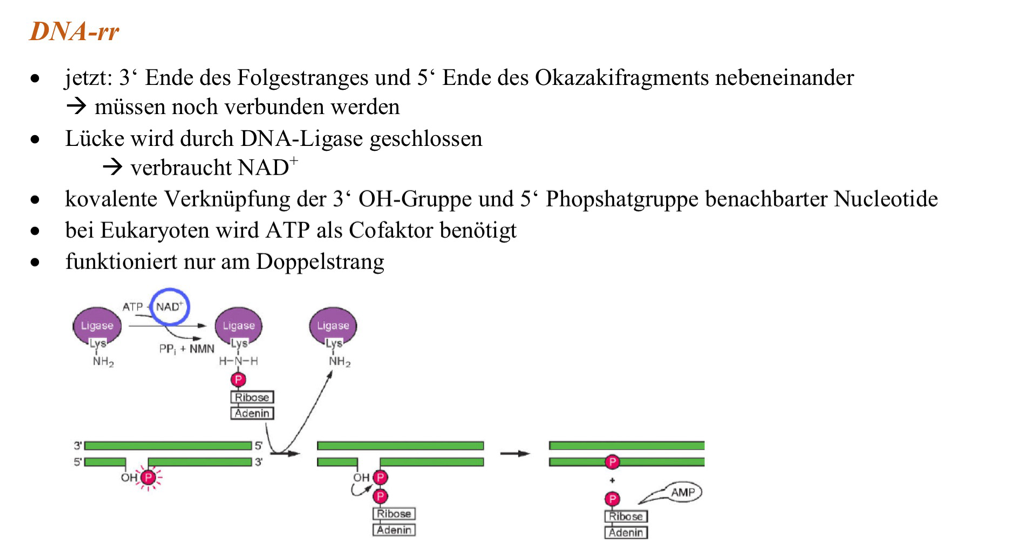 DNA-rr
• jetzt: 3‘ Ende des Folgestranges und 5‘ Ende des Okazakifragments nebeneinander
→ müssen noch verbunden werden
• Lücke wird durch DNA-Ligase geschlossen
→ verbraucht NAD⁺
• kovalente Verknüpfung der 3‘ OH-Gruppe und 5‘ Phopshatgruppe benachbarter Nucleotide
• bei Eukaryoten wird ATP als Cofaktor benötigt
• funktioniert nur am Doppelstrang
ATP NAD⁺
Ligase Ligase Ligase
Lys Lys Lys
PPᵢ + NMN
NH₂ H–N–H NH₂
P
Ribose
Adenin
3' 5'
5' 3'
P
OH P OH P
+
P P AMP
Ribose Ribose
Adenin Adenin